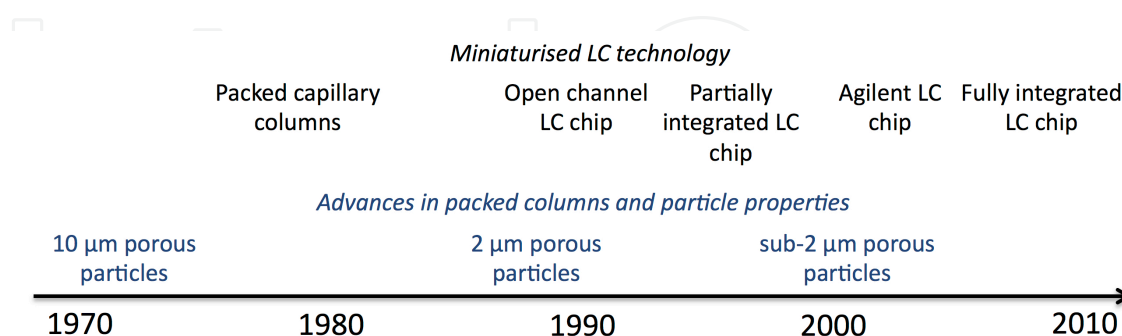 Miniaturised LC technology
Packed capillary columns
Open channel LC chip
Partially integrated LC chip
Agilent LC chip
Fully integrated LC chip
Advances in packed columns and particle properties
10 µm porous particles
2 µm porous particles
sub-2 µm porous particles
1970 1980 1990 2000 2010